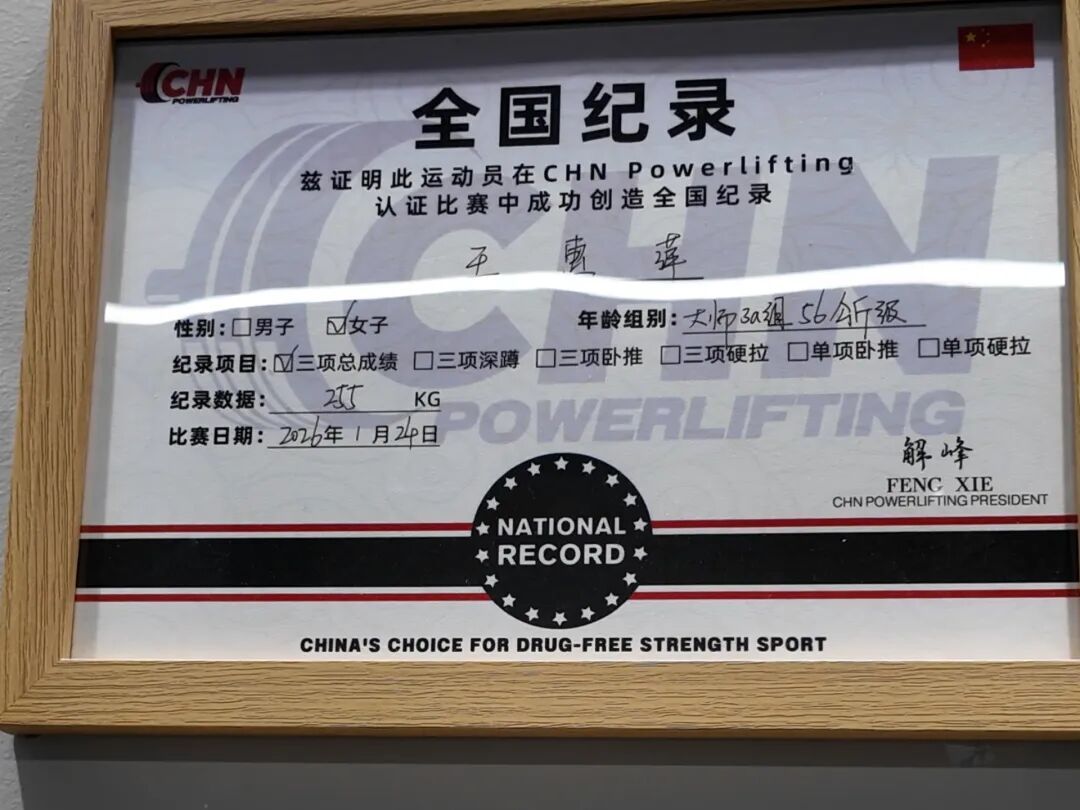 CHN
POWERLIFTING
全国纪录
兹证明此运动员在CHN Powerlifting
认证比赛中成功创造全国纪录
王惠萍
性别：□男子 ☑女子
年龄组别：大师3a组 56公斤级
纪录项目：☑三项总成绩 □三项深蹲 □三项卧推 □三项硬拉 □单项卧推 □单项硬拉
纪录数据：255 KG
比赛日期：2026年1月24日
CHN
POWERLIFTING
解峰
FENG XIE
CHN POWERLIFTING PRESIDENT
NATIONAL
RECORD
CHINA'S CHOICE FOR DRUG-FREE STRENGTH SPORT